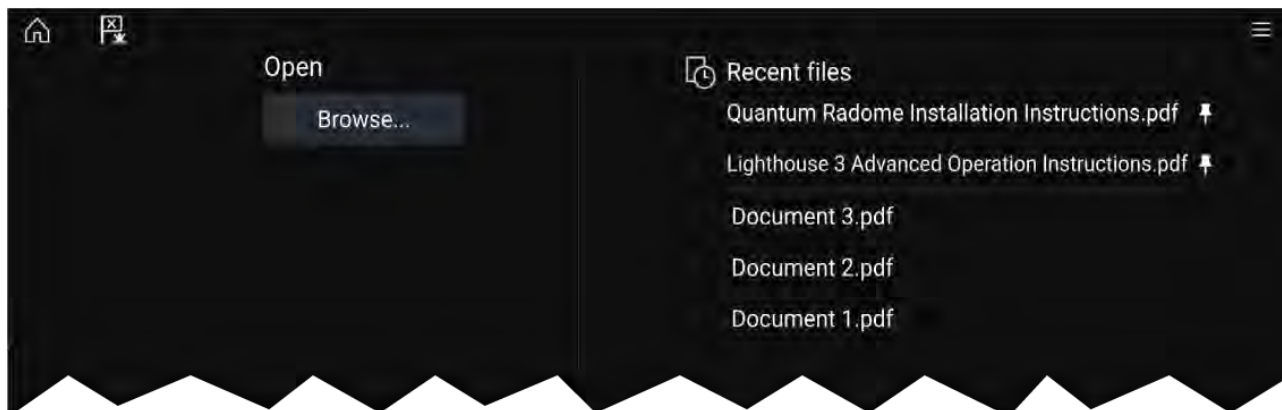 Open
Browse...
Recent files
Quantum Radome Installation Instructions.pdf
Lighthouse 3 Advanced Operation Instructions.pdf
Document 3.pdf
Document 2.pdf
Document 1.pdf